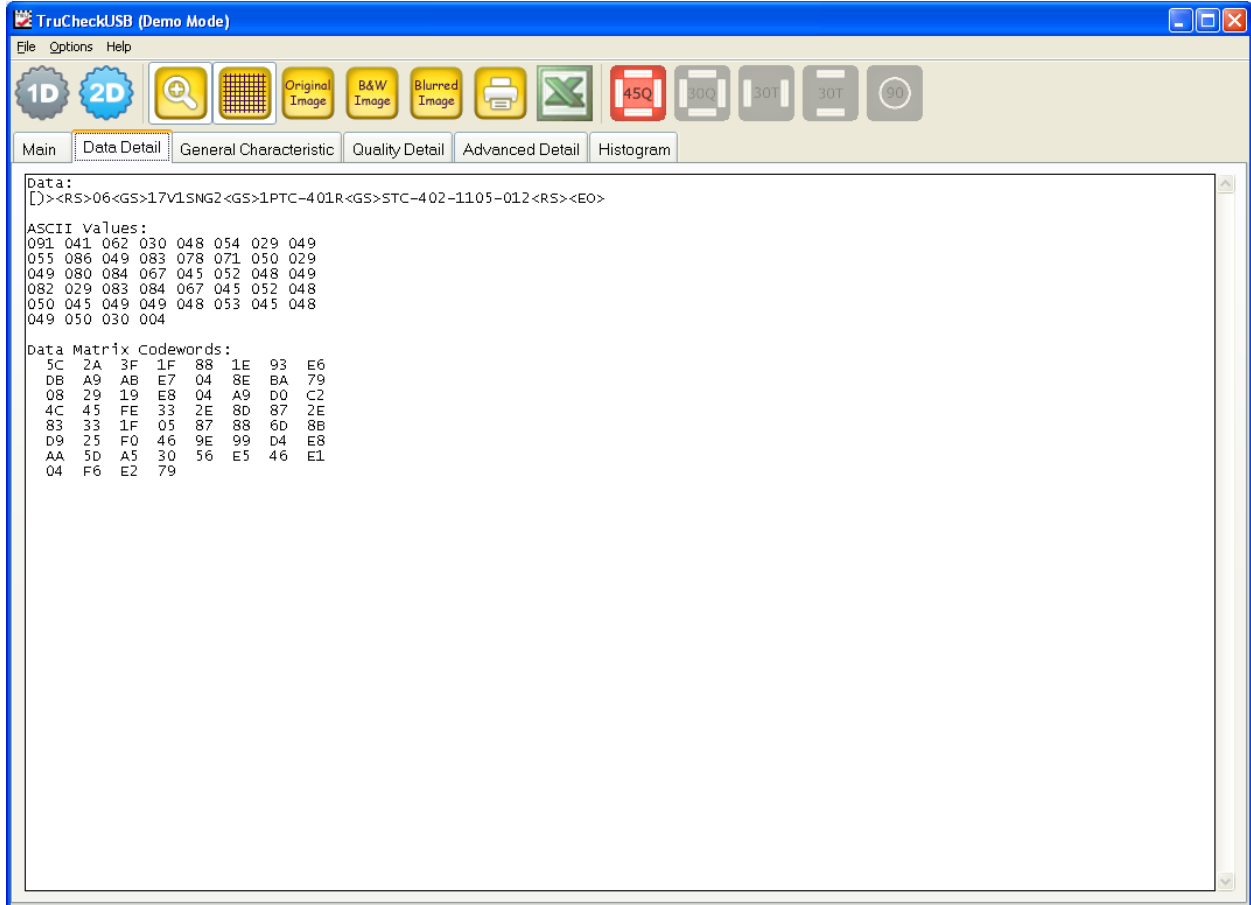 TruCheckUSB (Demo Mode)
File Options Help
1D 2D Original Image B&W Image Blurred Image 45Q 30Q 30T 30T 90
Main Data Detail General Characteristic Quality Detail Advanced Detail Histogram
Data:
[)><RS>06<GS>17V1SNG2<GS>1PTC-401R<GS>STC-402-1105-012<RS><EO>
ASCII Values:
091 041 062 030 048 054 029 049
055 086 049 083 078 071 050 029
049 080 084 067 045 052 048 049
082 029 083 084 067 045 052 048
050 045 049 049 048 053 045 048
049 050 030 004
Data Matrix Codewords:
5C 2A 3F 1F 88 1E 93 E6
DB A9 AB E7 04 8E BA 79
08 29 19 E8 04 A9 D0 C2
4C 45 FE 33 2E 8D 87 2E
83 33 1F 05 87 88 6D 8B
D9 25 F0 46 9E 99 D4 E8
AA 5D A5 30 56 E5 46 E1
04 F6 E2 79